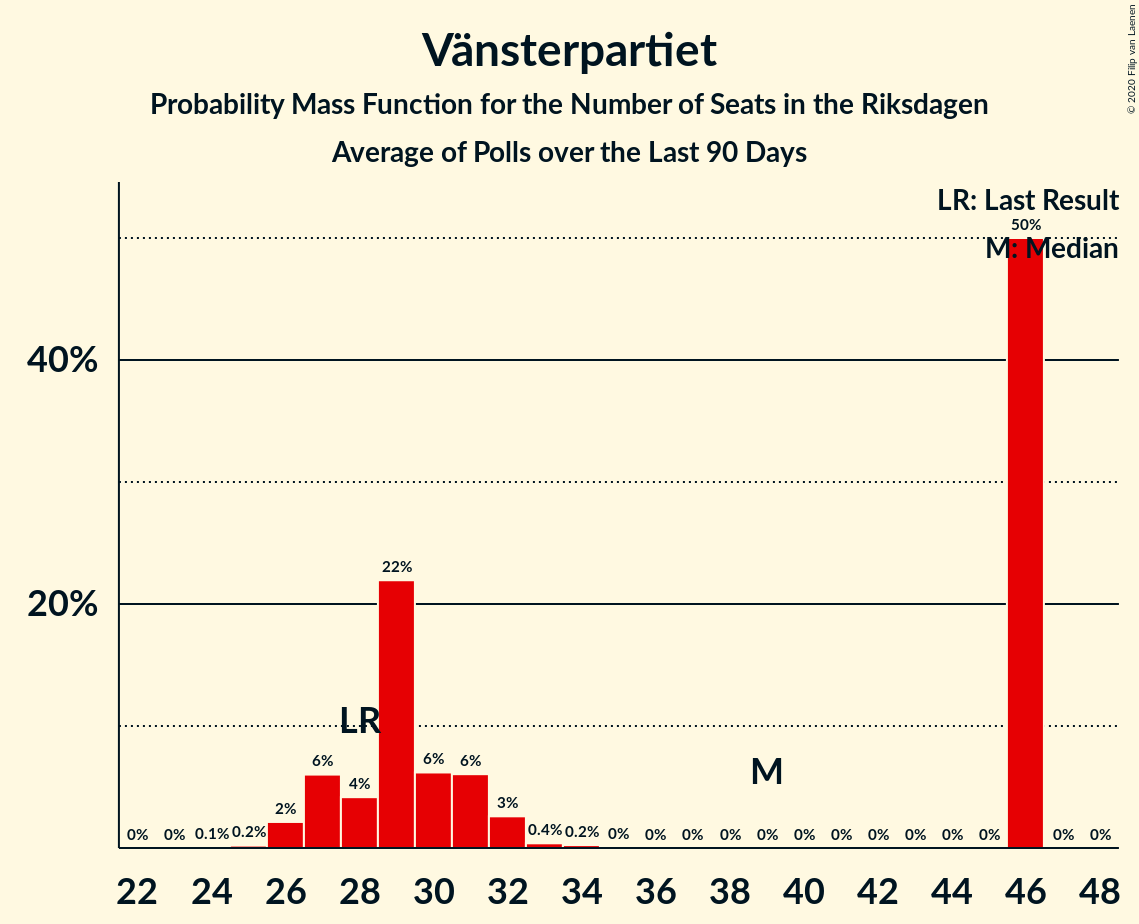 Vänsterpartiet
Probability Mass Function for the Number of Seats in the Riksdagen
Average of Polls over the Last 90 Days
© 2020 Filip van Laenen
LR: Last Result
M: Median
50%
40%
20%
22%
LR
M
0% 0% 0.1% 0.2% 2% 6% 4% 6% 6% 3% 0.4% 0.2% 0% 0% 0% 0% 0% 0% 0% 0% 0% 0% 0% 0% 0%
22 24 26 28 30 32 34 36 38 40 42 44 46 48